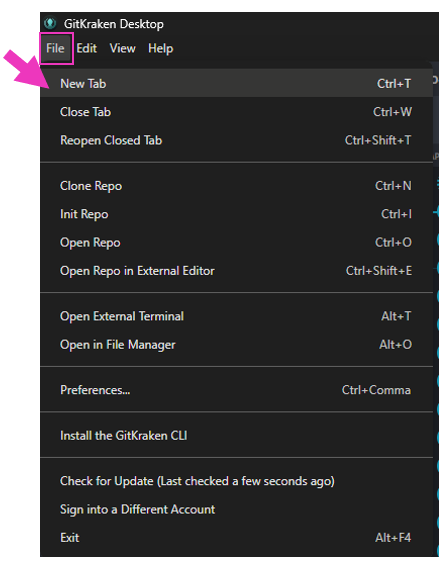 GitKraken Desktop
File Edit View Help
New Tab Ctrl+T
Close Tab Ctrl+W
Reopen Closed Tab Ctrl+Shift+T
Clone Repo Ctrl+N
Init Repo Ctrl+I
Open Repo Ctrl+O
Open Repo in External Editor Ctrl+Shift+E
Open External Terminal Alt+T
Open in File Manager Alt+O
Preferences... Ctrl+Comma
Install the GitKraken CLI
Check for Update (Last checked a few seconds ago)
Sign into a Different Account
Exit Alt+F4